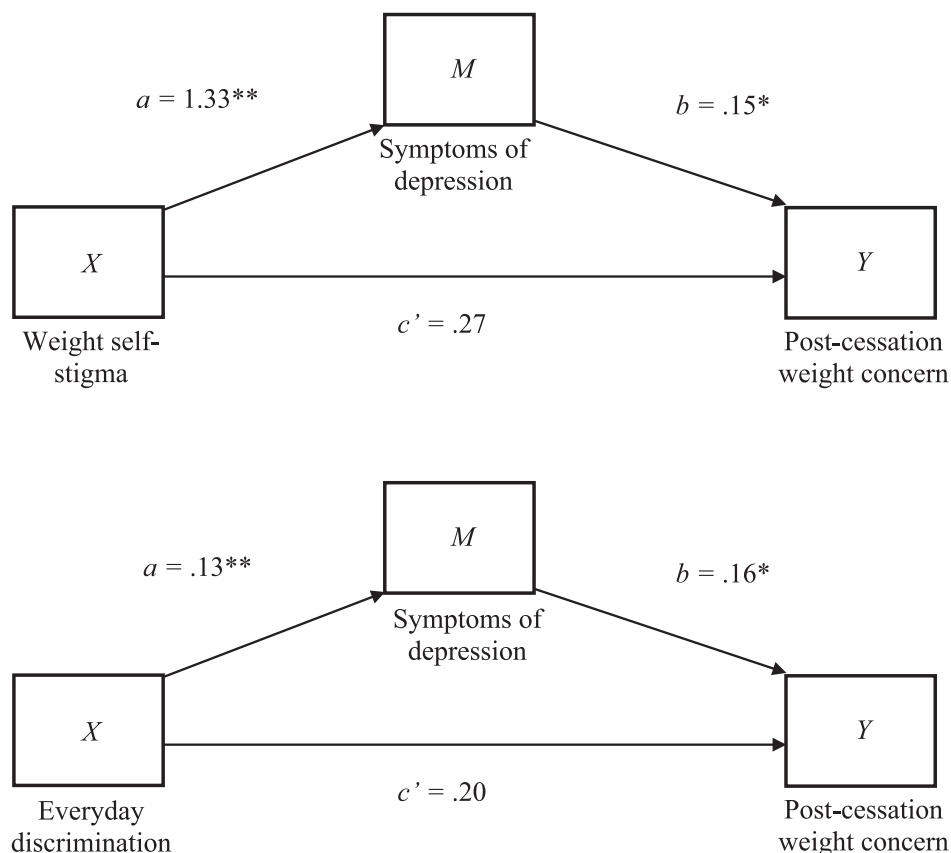 M
a = 1.33**
b = .15*
Symptoms of
depression
X
Y
c’ = .27
Weight self-
stigma
Post-cessation
weight concern
M
a = .13**
b = .16*
Symptoms of
depression
X
Y
c’ = .20
Everyday
discrimination
Post-cessation
weight concern